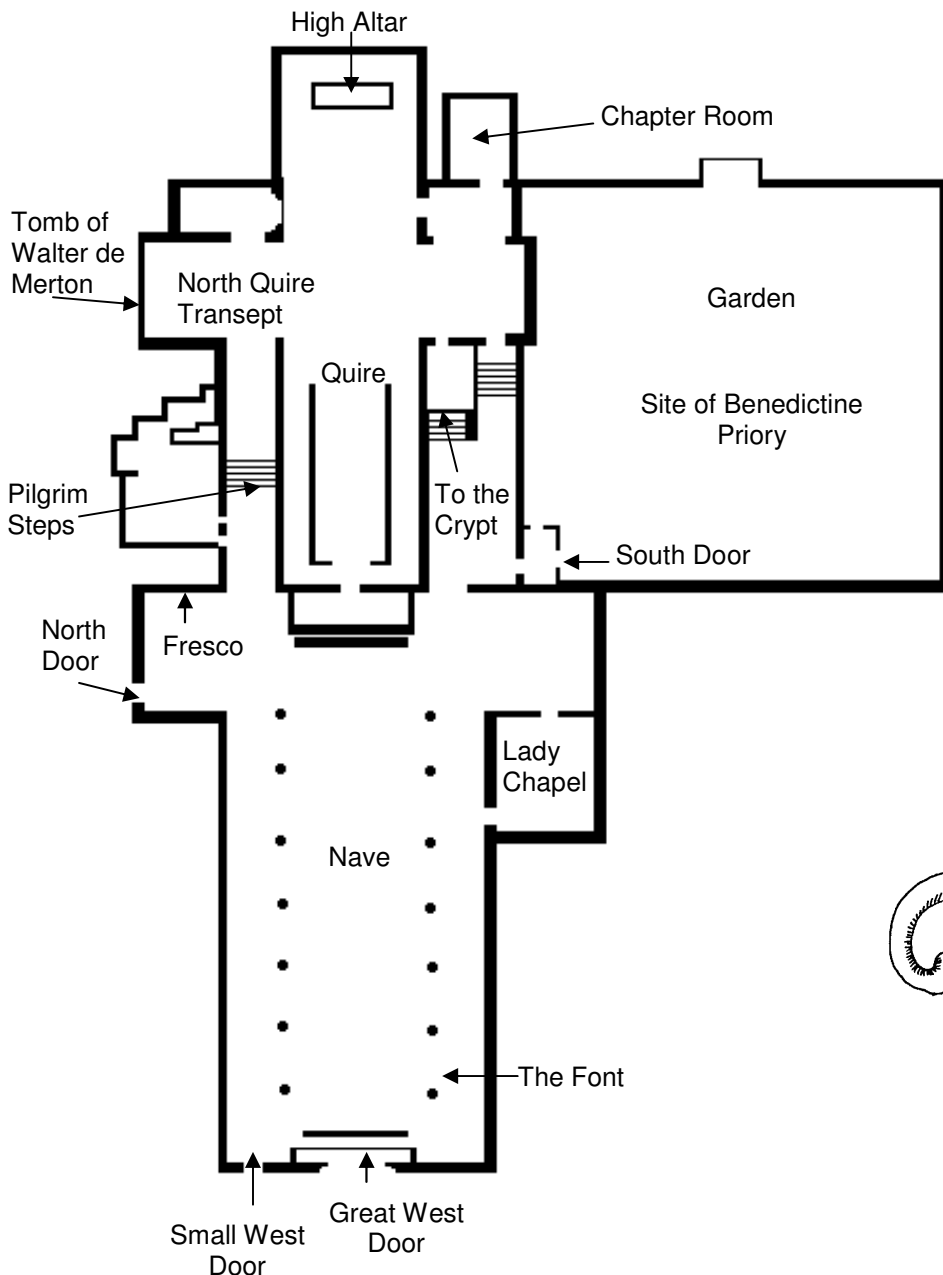 High Altar
Chapter Room
Tomb of
Walter de
Merton
North Quire
Transept
Garden
Quire
Site of Benedictine
Priory
Pilgrim
Steps
To the
Crypt
South Door
North
Door
Fresco
Lady
Chapel
Nave
The Font
Small West
Door
Great West
Door